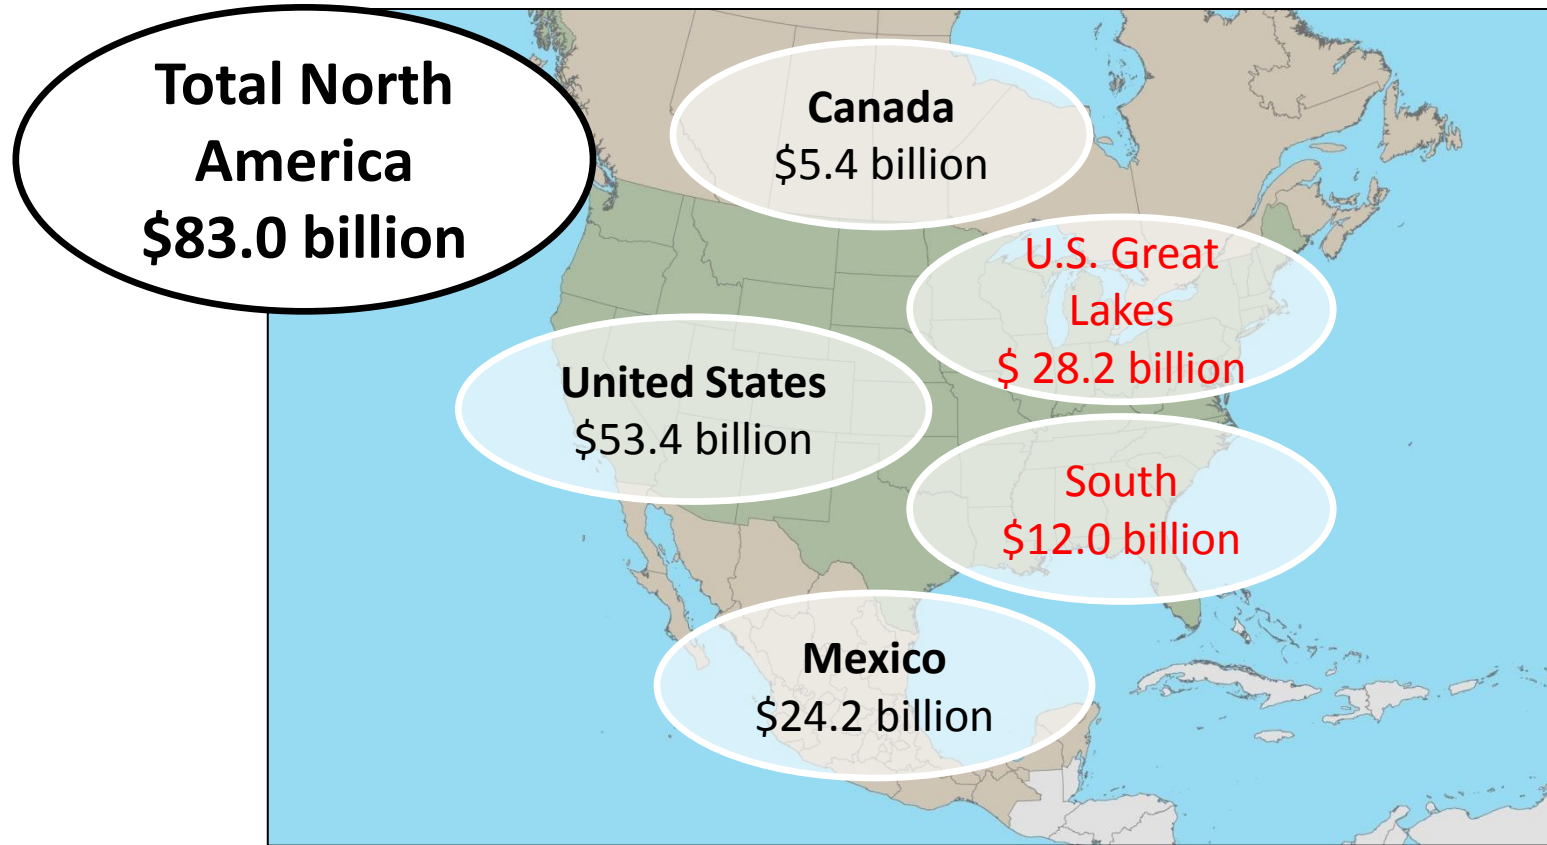 Total North
America
$83.0 billion
Canada
$5.4 billion
U.S. Great
Lakes
$ 28.2 billion
United States
$53.4 billion
South
$12.0 billion
Mexico
$24.2 billion